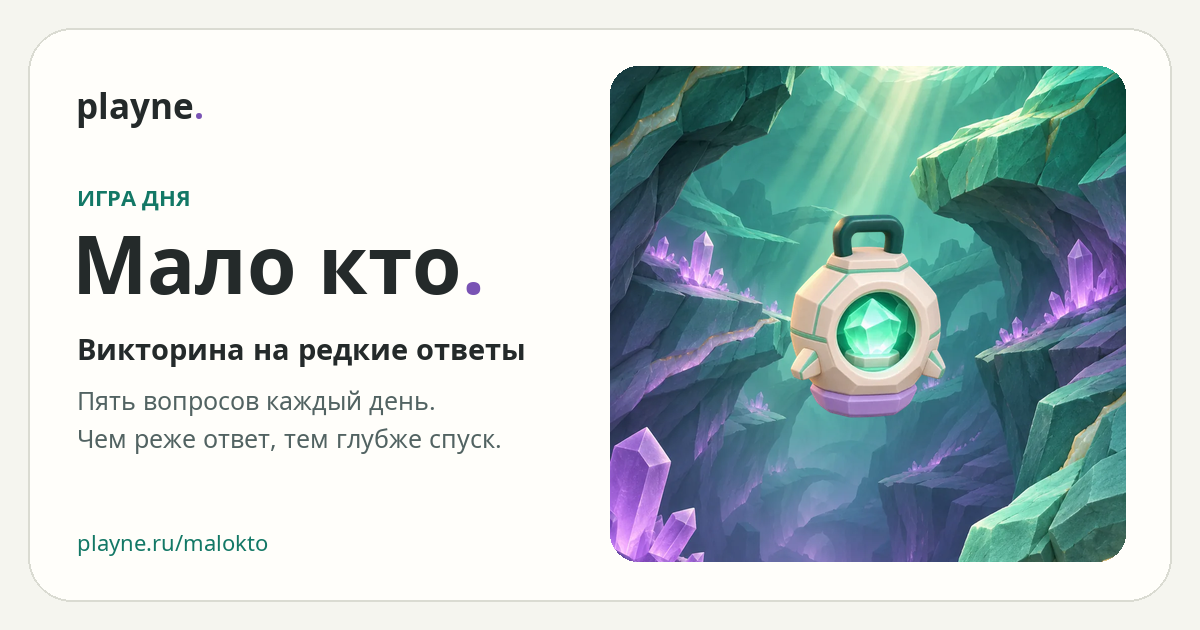 playne.
ИГРА ДНЯ
Мало кто.
Викторина на редкие ответы
Пять вопросов каждый день.
Чем реже ответ, тем глубже спуск.
playne.ru/malokto